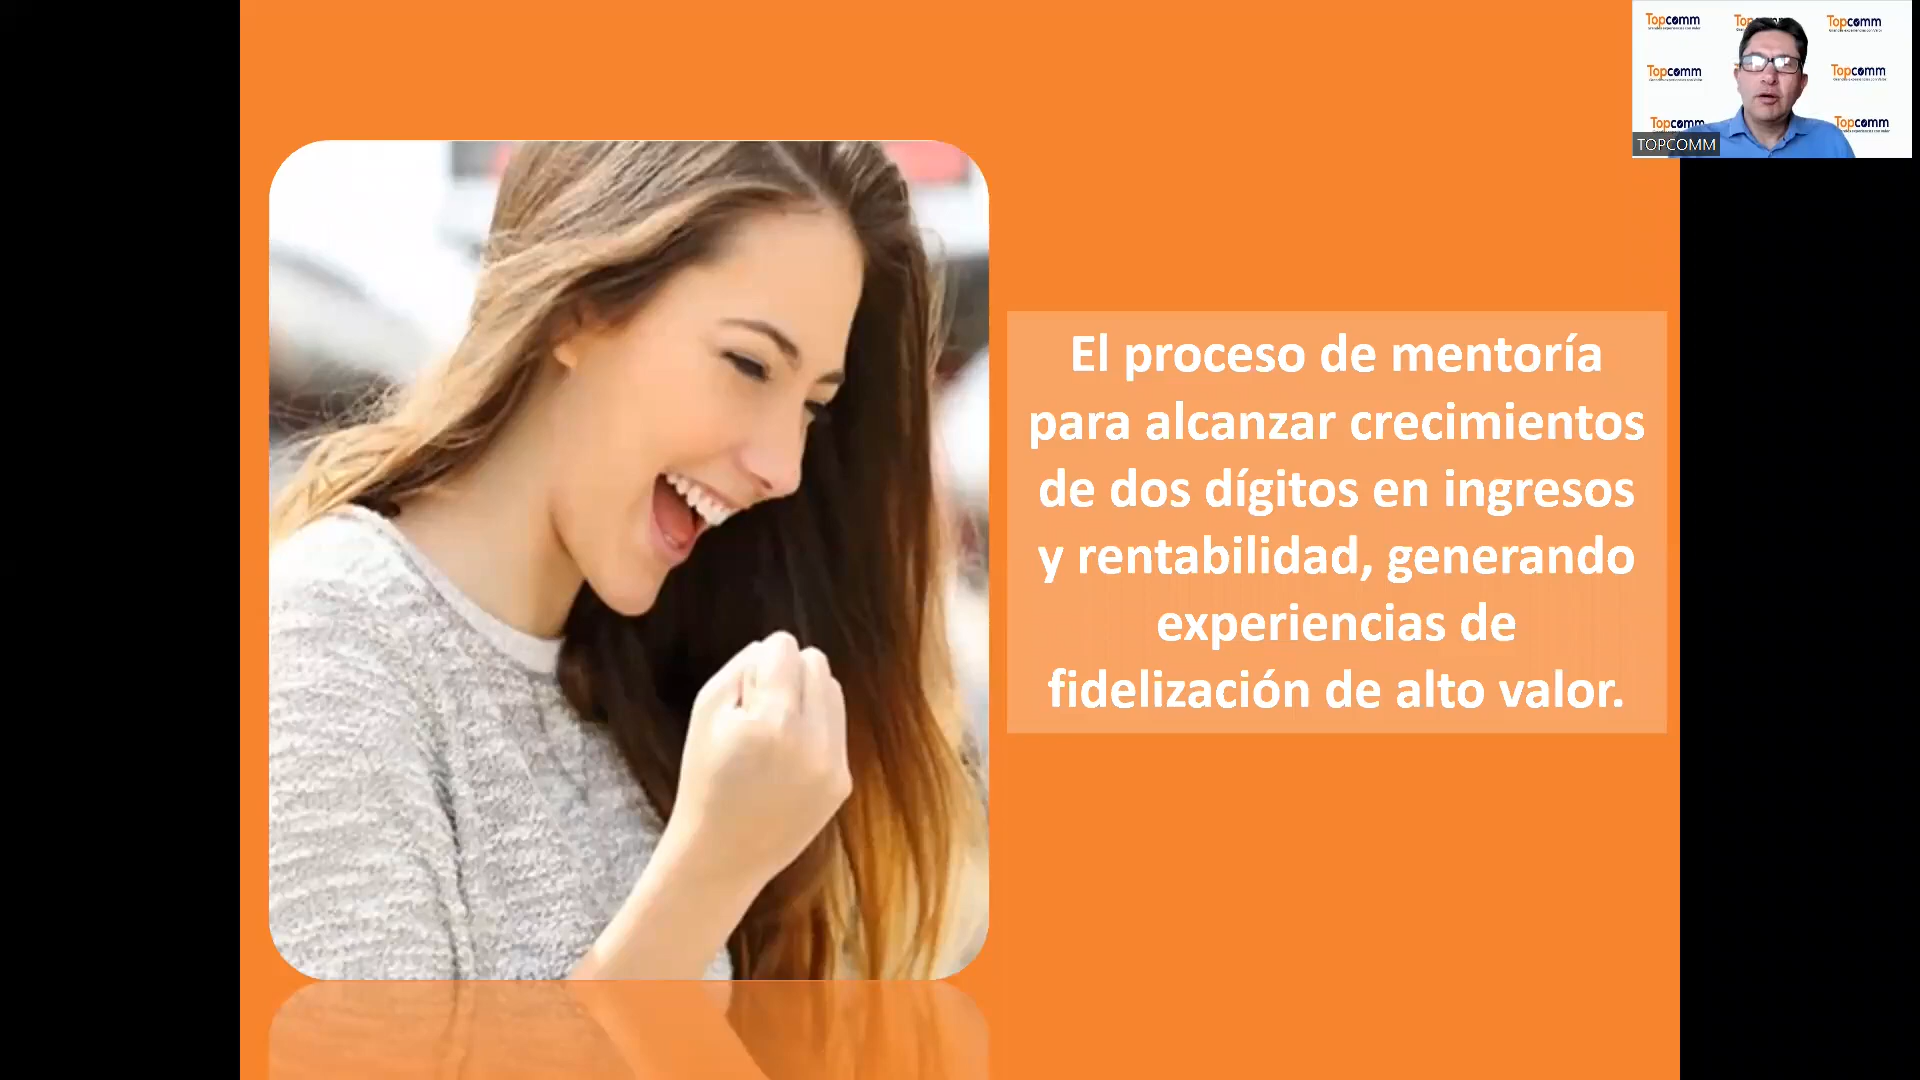 Topcomm
Topcomm
Topcomm
Topcomm
Topcomm
Topcomm
TOPCOMM
El proceso de mentoría
para alcanzar crecimientos
de dos dígitos en ingresos
y rentabilidad, generando
experiencias de
fidelización de alto valor.